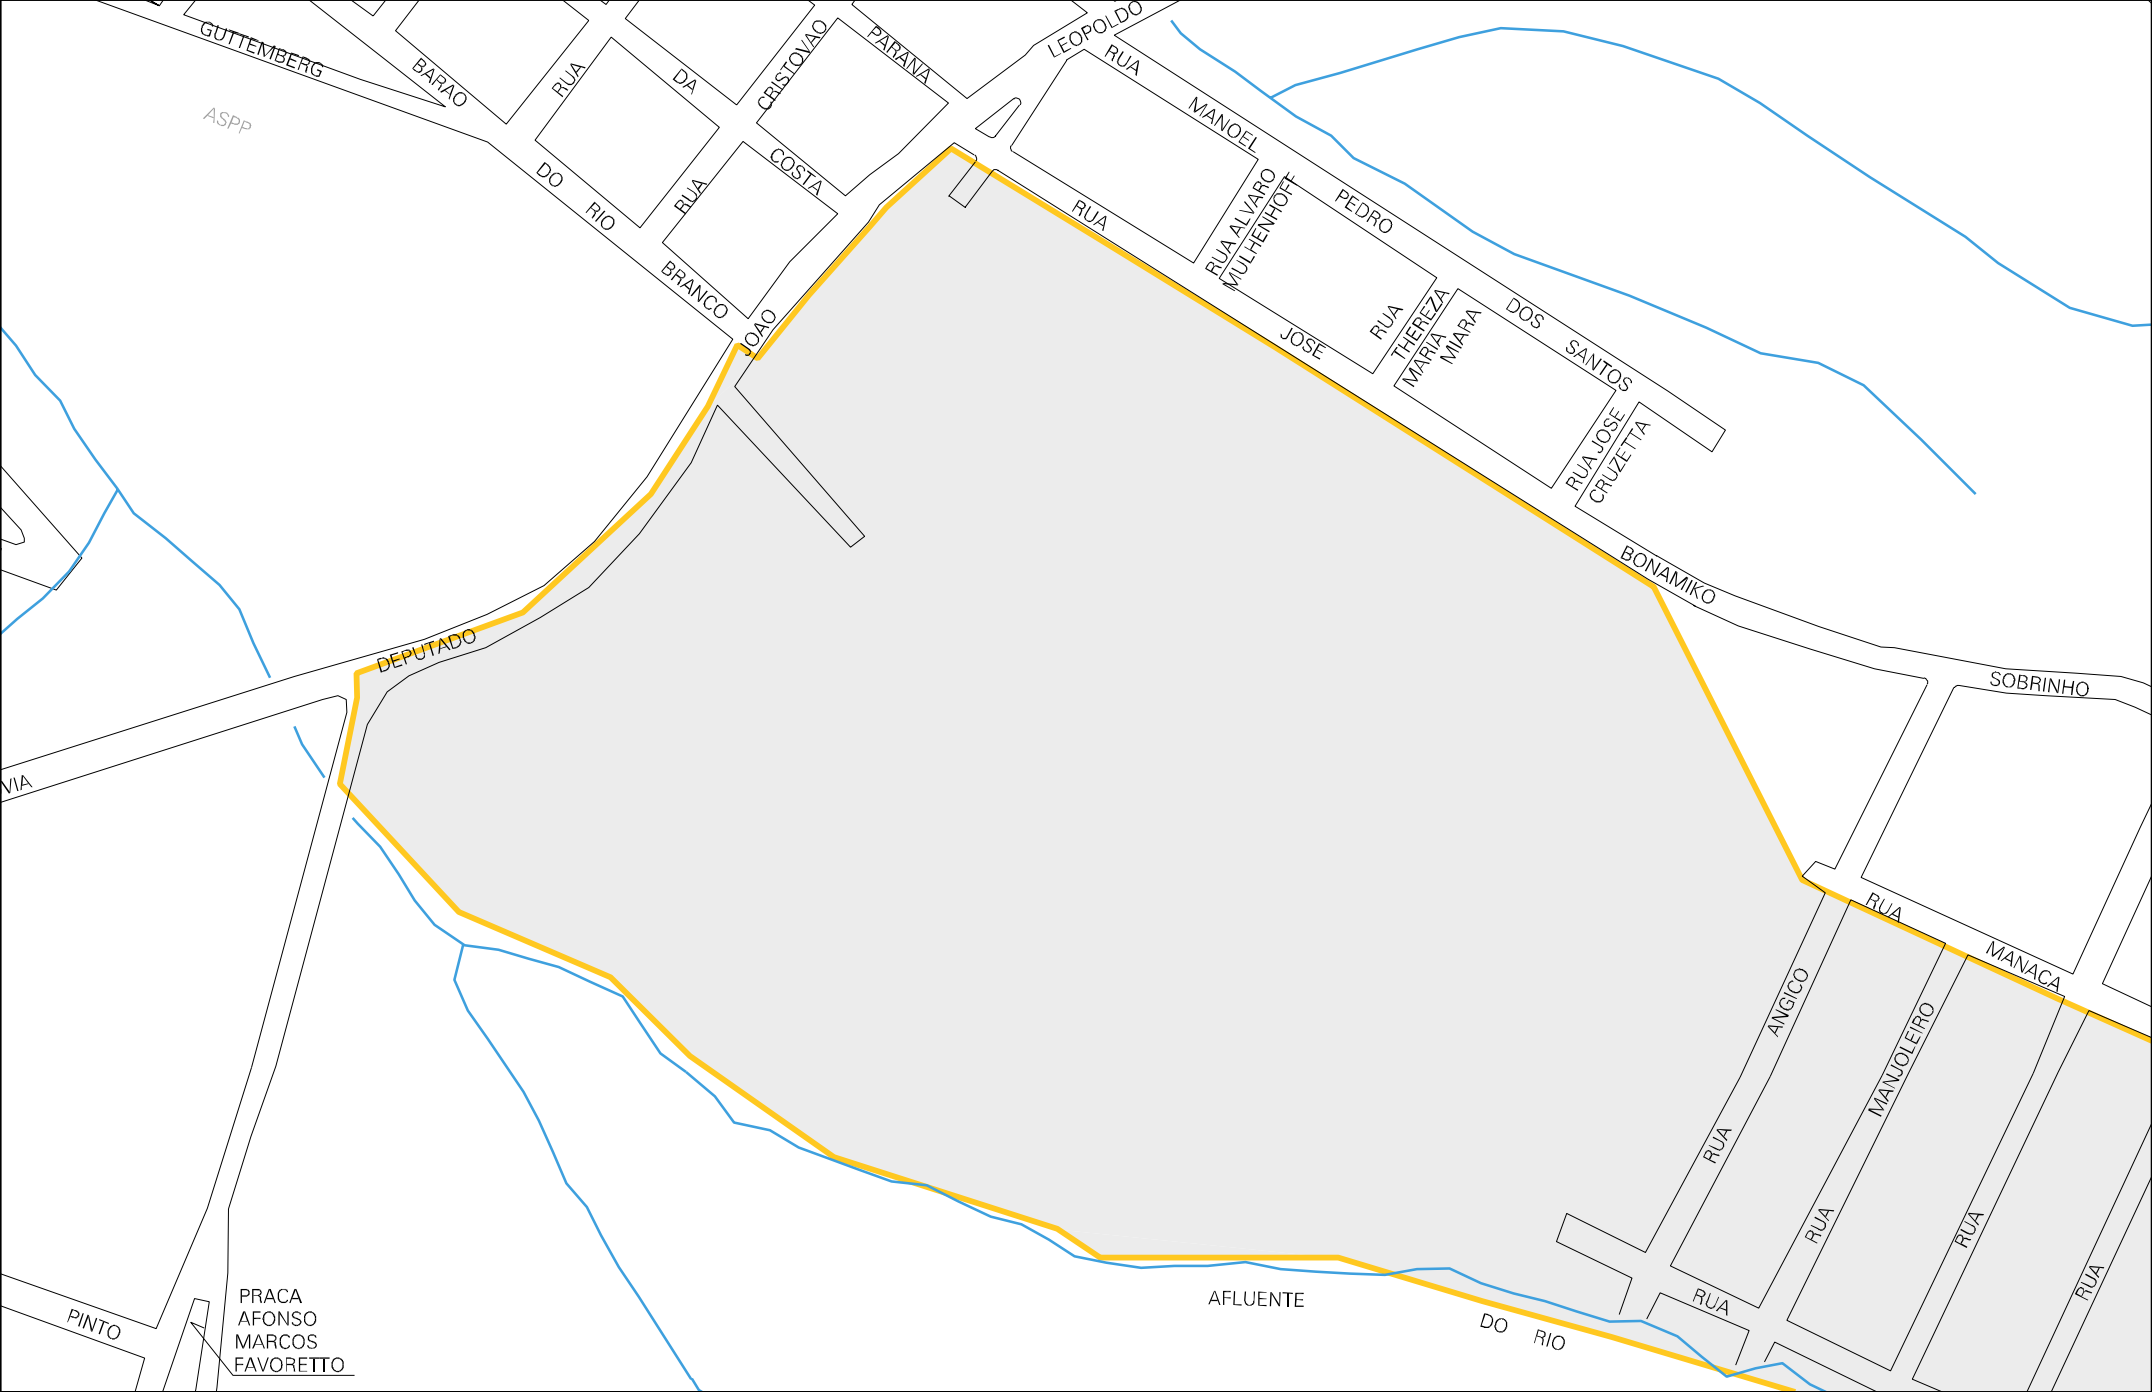 GUTTEMBERG
ASPP
BARAO
DO
RIO
BRANCO
RUA
DA
COSTA
RUA
CRISTOVAO
PARANA
LEOPOLDO
JOAO
RUA
MANOEL
PEDRO
DOS
SANTOS
RUA
JOSE
BONAMIKO
SOBRINHO
RUA ALVARO
MULHENHOFF
RUA
THEREZA
MARIA
MIARA
RUA JOSE
CRUZETTA
DEPUTADO
VIA
RUA
MANACA
ANGICO
RUA
MANJOLEIRO
RUA
RUA
RUA
RUA
AFLUENTE
DO
RIO
PINTO
PRACA
AFONSO
MARCOS
FAVORETTO